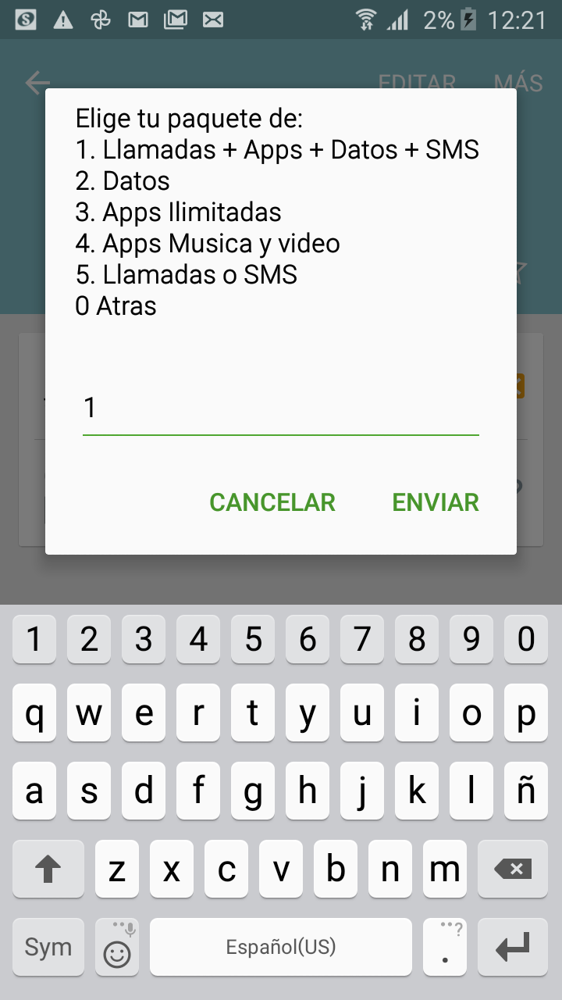 2% 12:21
EDITAR MÁS
Elige tu paquete de:
1. Llamadas + Apps + Datos + SMS
2. Datos
3. Apps Ilimitadas
4. Apps Musica y video
5. Llamadas o SMS
0 Atras
1
CANCELAR ENVIAR
1 2 3 4 5 6 7 8 9 0
q w e r t y u i o p
a s d f g h j k l ñ
z x c v b n m
Sym Español(US) . ?